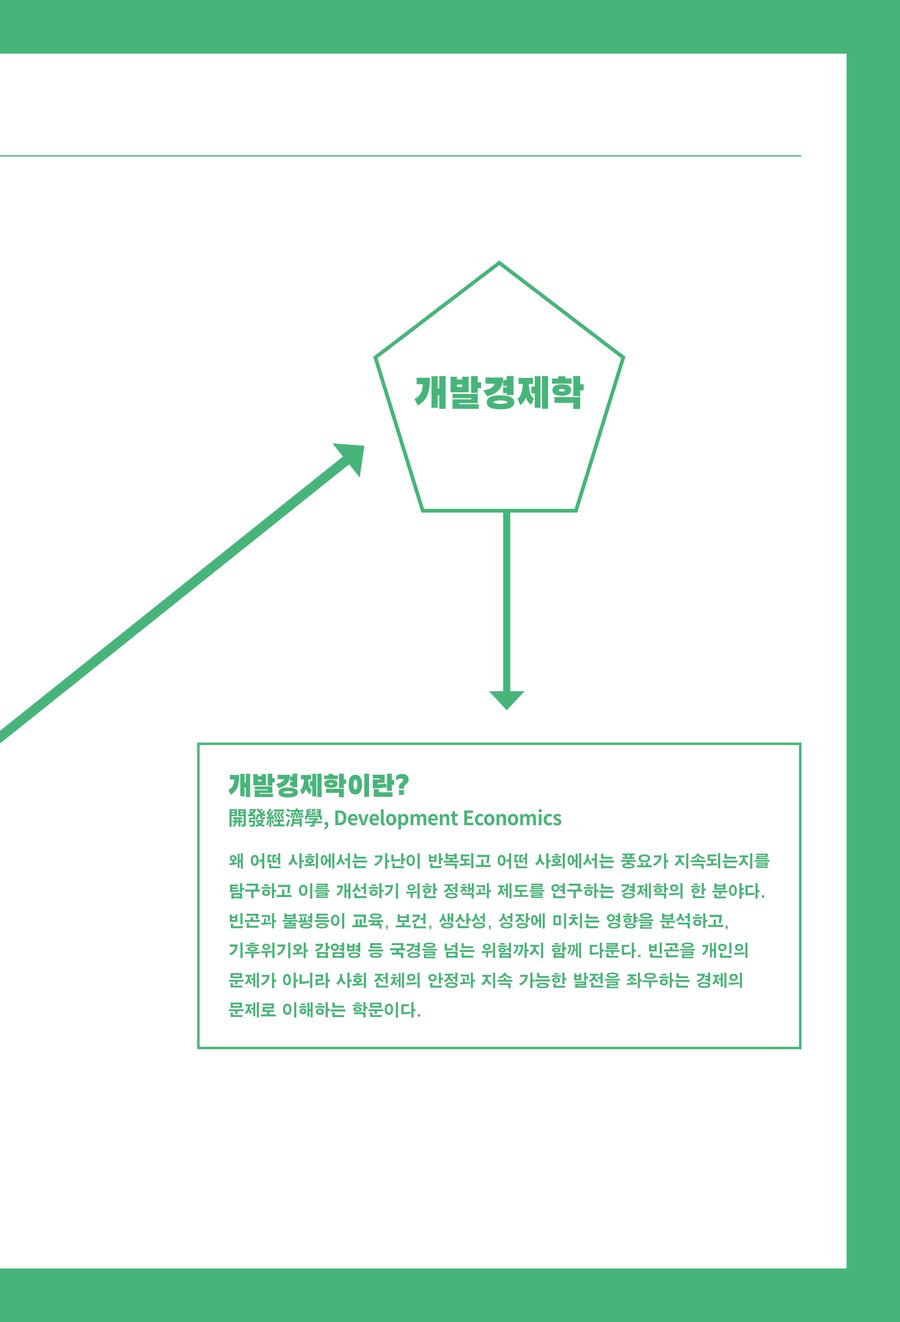 개발경제학
개발경제학이란?
開發經濟學, Development Economics
왜 어떤 사회에서는 가난이 반복되고 어떤 사회에서는 풍요가 지속되는지를
탐구하고 이를 개선하기 위한 정책과 제도를 연구하는 경제학의 한 분야다.
빈곤과 불평등이 교육, 보건, 생산성, 성장에 미치는 영향을 분석하고,
기후위기와 감염병 등 국경을 넘는 위험까지 함께 다룬다. 빈곤을 개인의
문제가 아니라 사회 전체의 안정과 지속 가능한 발전을 좌우하는 경제의
문제로 이해하는 학문이다.